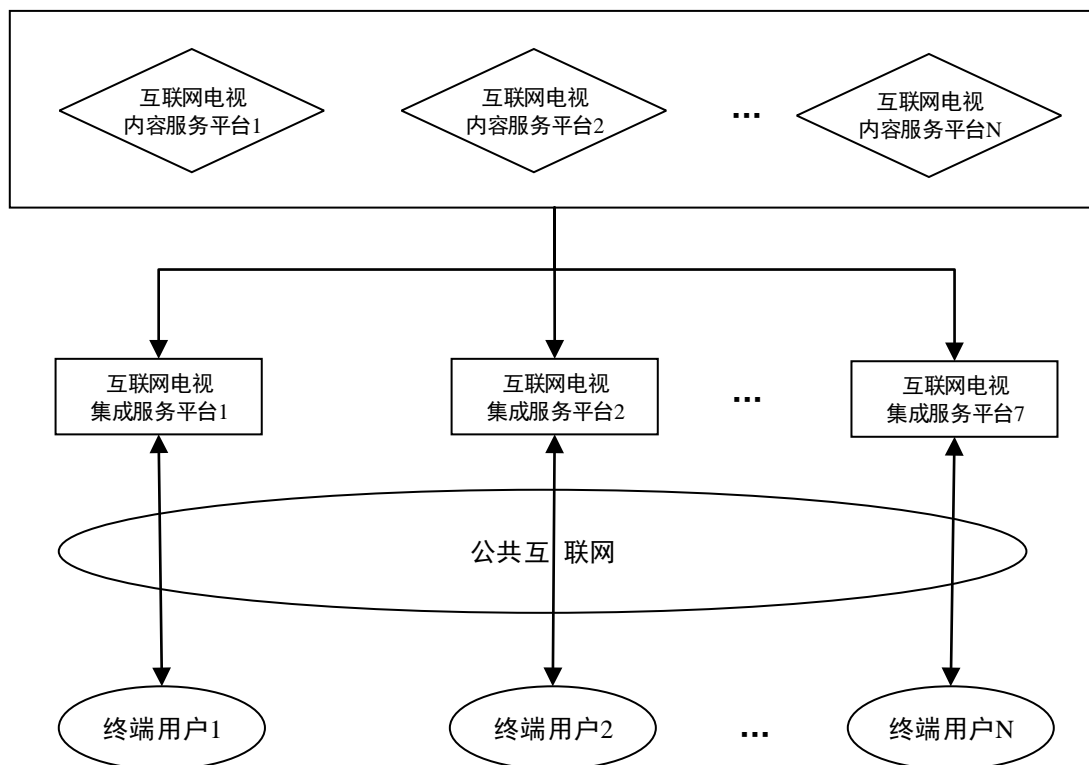 互联网电视
内容服务平台1
互联网电视
内容服务平台2
...
互联网电视
内容服务平台N
互联网电视
集成服务平台1
互联网电视
集成服务平台2
...
互联网电视
集成服务平台7
公共互 联网
终端用户1
终端用户2
...
终端用户N